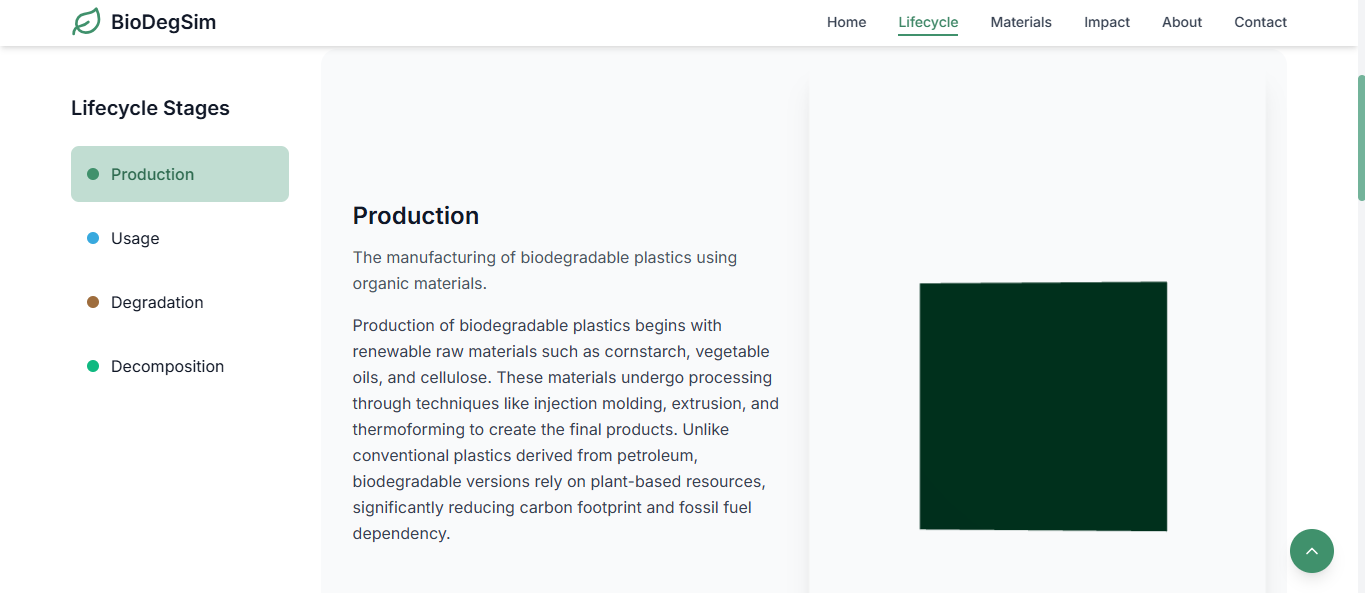 BioDegSim
Home Lifecycle Materials Impact About Contact
Lifecycle Stages
Production
Usage
Degradation
Decomposition
Production
The manufacturing of biodegradable plastics using
organic materials.
Production of biodegradable plastics begins with
renewable raw materials such as cornstarch, vegetable
oils, and cellulose. These materials undergo processing
through techniques like injection molding, extrusion, and
thermoforming to create the final products. Unlike
conventional plastics derived from petroleum,
biodegradable versions rely on plant-based resources,
significantly reducing carbon footprint and fossil fuel
dependency.